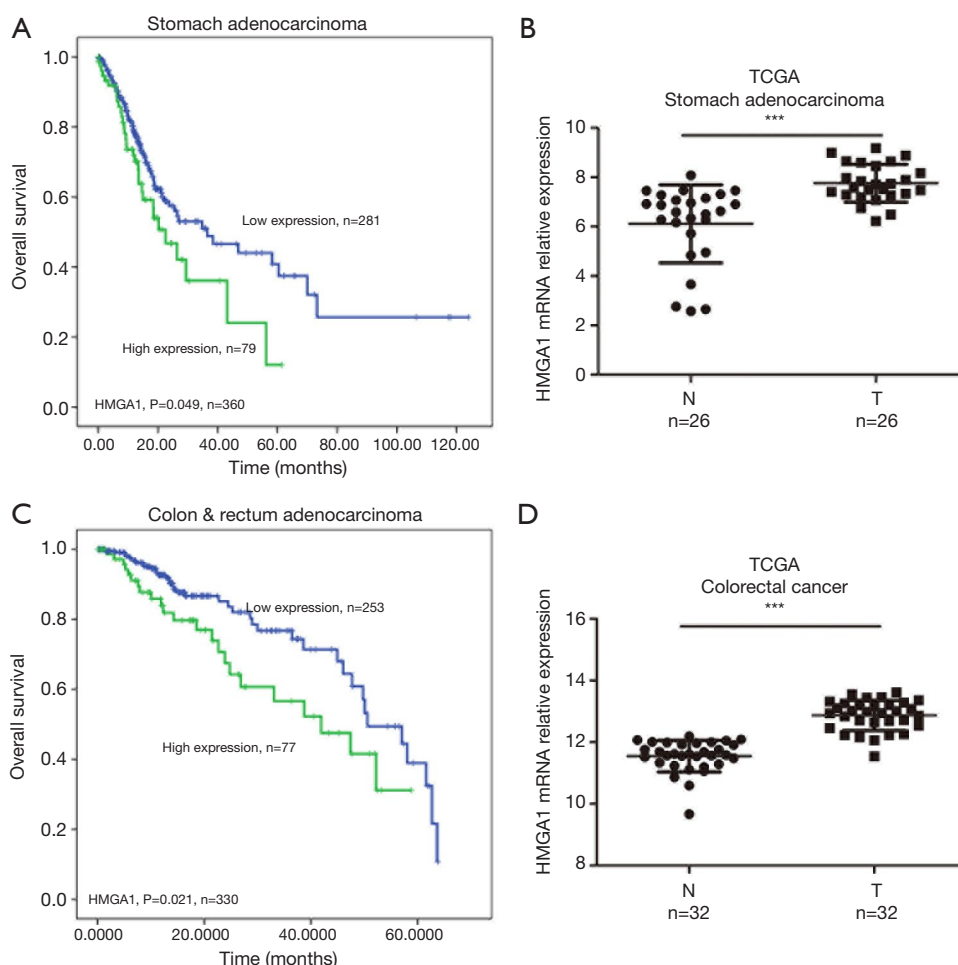 A
Stomach adenocarcinoma
Overall survival
1.0
0.8
0.6
0.4
0.2
0.0
Low expression, n=281
High expression, n=79
HMGA1, P=0.049, n=360
0.00 20.00 40.00 60.00 80.00 100.00 120.00
Time (months)
B
TCGA
Stomach adenocarcinoma
***
HMGA1 mRNA relative expression
10
8
6
4
2
0
N T
n=26 n=26
C
Colon & rectum adenocarcinoma
Overall survival
1.0
0.8
0.6
0.4
0.2
0.0
Low expression, n=253
High expression, n=77
HMGA1, P=0.021, n=330
0.0000 20.0000 40.0000 60.0000
Time (months)
D
TCGA
Colorectal cancer
***
HMGA1 mRNA relative expression
16
14
12
10
8
N T
n=32 n=32